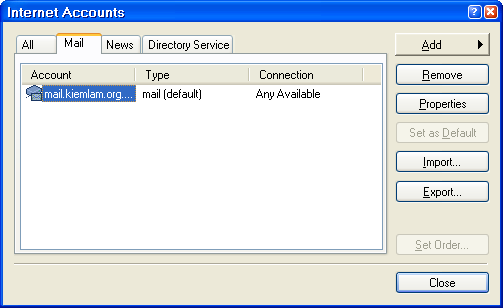 Internet Accounts
All Mail News Directory Service
Add
Account Type Connection
mail.kiemlam.org.... mail (default) Any Available
Remove
Properties
Set as Default
Import...
Export...
Set Order...
Close